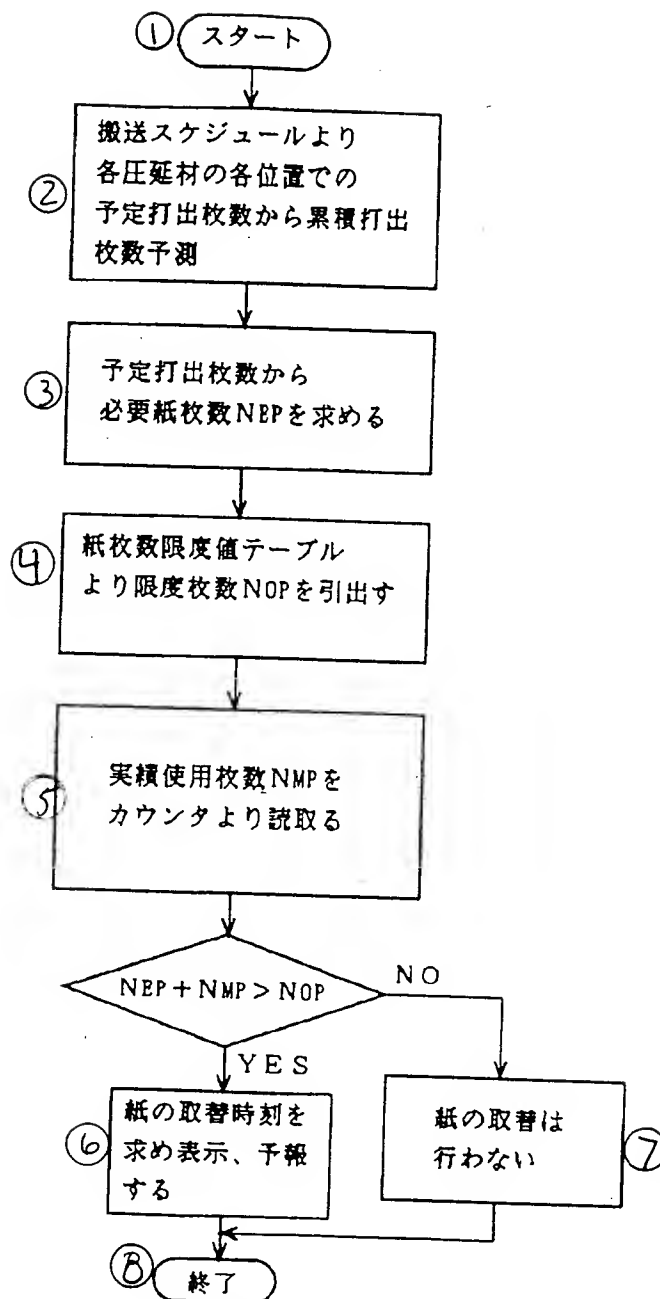 ① スタート
② 搬送スケジュールより
各圧延材の各位置での
予定打出枚数から累積打出
枚数予測
③ 予定打出枚数から
必要紙枚数NEPを求める
④ 紙枚数限度値テーブル
より限度枚数NOPを引出す
⑤ 実績使用枚数NMPを
カウンタより読取る
NEP+NMP>NOP
NO
YES
⑥ 紙の取替時刻を
求め表示、予報
する
紙の取替は
行わない ⑦
⑧ 終了